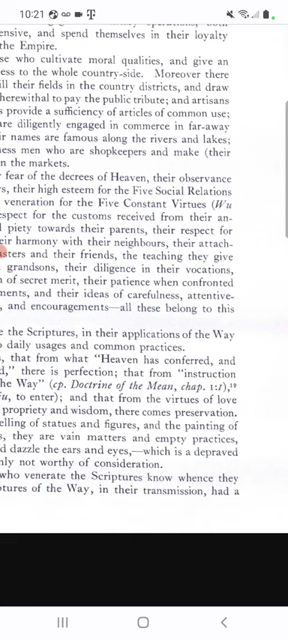 10:21
ensive, and spend themselves in their loyalty
the Empire.
se who cultivate moral qualities, and give an
ess to the whole country-side. Moreover there
ill their fields in the country districts, and draw
herewithal to pay the public tribute; and artisans
s provide a sufficiency of articles of common use;
are diligently engaged in commerce in far-away
ir names are famous along the rivers and lakes;
ness men who are shopkeepers and make (their
n the markets.
fear of the decrees of Heaven, their observance
s, their high esteem for the Five Social Relations
veneration for the Five Constant Virtues (Wu
espect for the customs received from their an-
l piety towards their parents, their respect for
eir harmony with their neighbours, their attach-
asters and their friends, the teaching they give
grandsons, their diligence in their vocations,
n of secret merit, their patience when confronted
ments, and their ideas of carefulness, attentive-
, and encouragements—all these belong to this
e the Scriptures, in their applications of the Way
o daily usages and common practices.
, that from what "Heaven has conferred, and
d," there is perfection; that from "instruction
he Way" (cp. Doctrine of the Mean, chap. 1:1),¹⁹
u, to enter); and that from the virtues of love
propriety and wisdom, there comes preservation.
elling of statues and figures, and the painting of
s, they are vain matters and empty practices,
d dazzle the ears and eyes,—which is a depraved
nly not worthy of consideration.
who venerate the Scriptures know whence they
ptures of the Way, in their transmission, had a